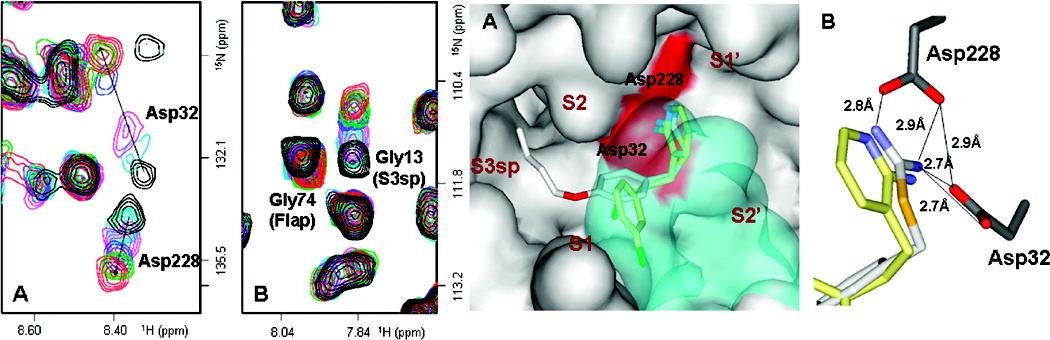 Asp32
Asp228
A
¹⁵N (ppm)
132.1
135.5
8.60
8.40
¹H (ppm)
Gly13
(S3sp)
Gly74
(Flap)
B
¹⁵N (ppm)
110.4
111.8
113.2
8.04
7.84
¹H (ppm)
A
S1'
Asp228
S2
Asp32
S3sp
S2'
S1
B
Asp228
2.8Å
2.9Å
2.9Å
2.7Å
2.7Å
Asp32